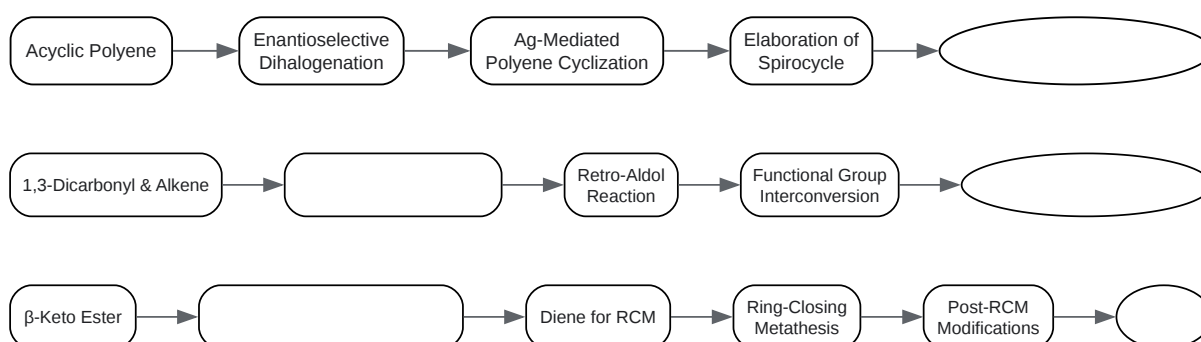 Acyclic Polyene
Enantioselective
Dihalogenation
Ag-Mediated
Polyene Cyclization
Elaboration of
Spirocycle
1,3-Dicarbonyl & Alkene
Retro-Aldol
Reaction
Functional Group
Interconversion
β-Keto Ester
Diene for RCM
Ring-Closing
Metathesis
Post-RCM
Modifications